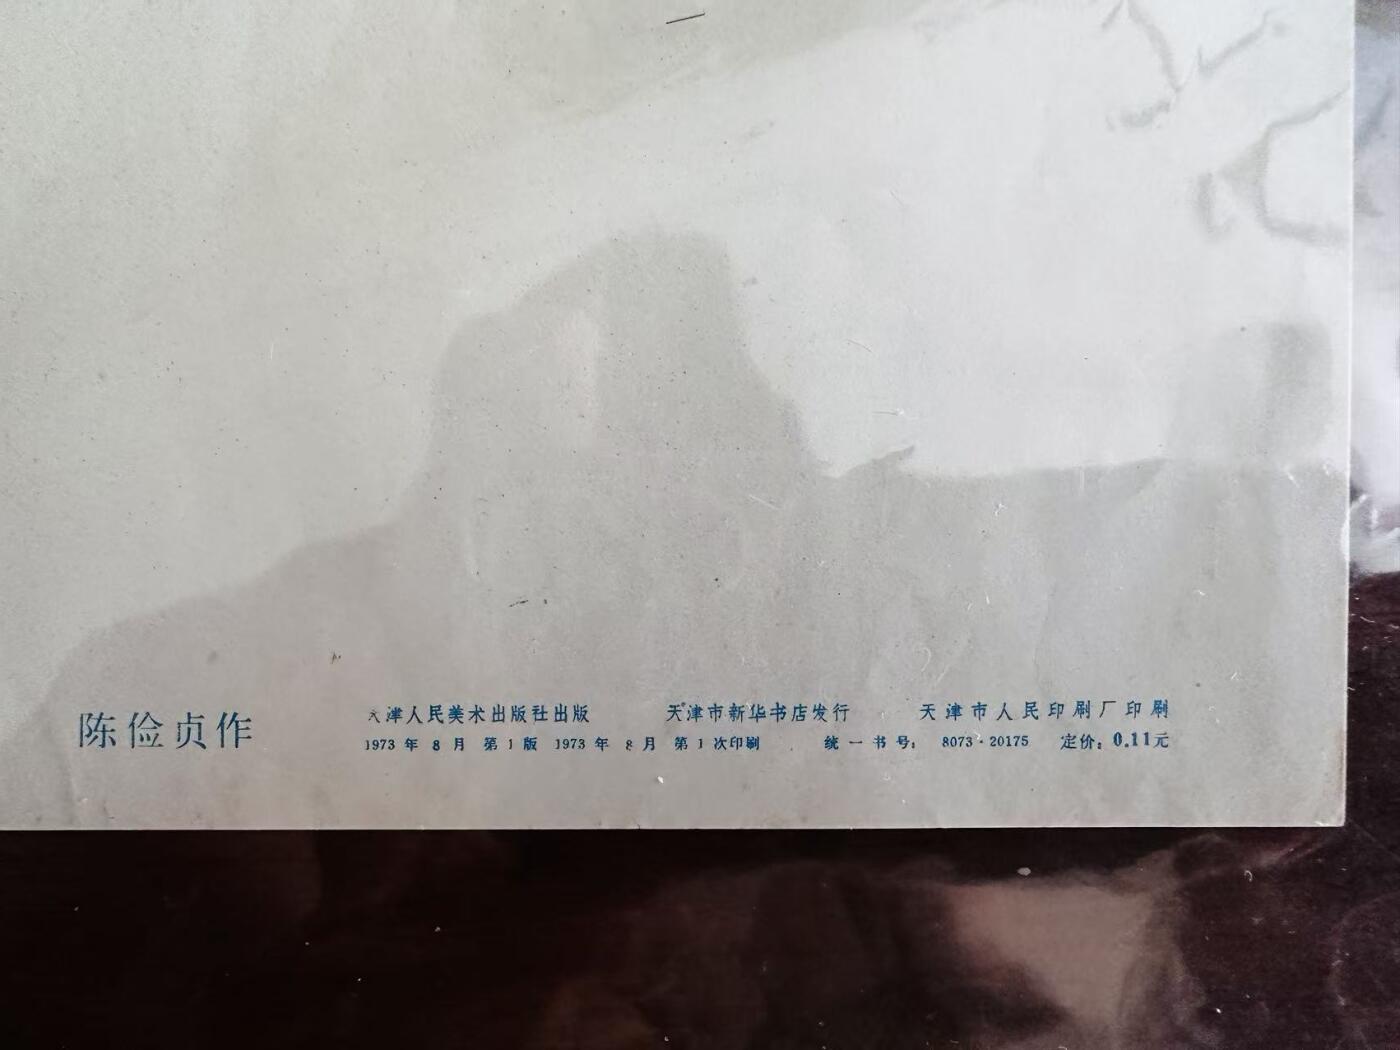 陈俭贞作
天津人民美术出版社出版 天津市新华书店发行 天津市人民印刷厂印刷
1973 年 8 月 第 1 版 1973 年 8 月 第 1 次印刷 统一书号：8073·20175 定价：0.11元